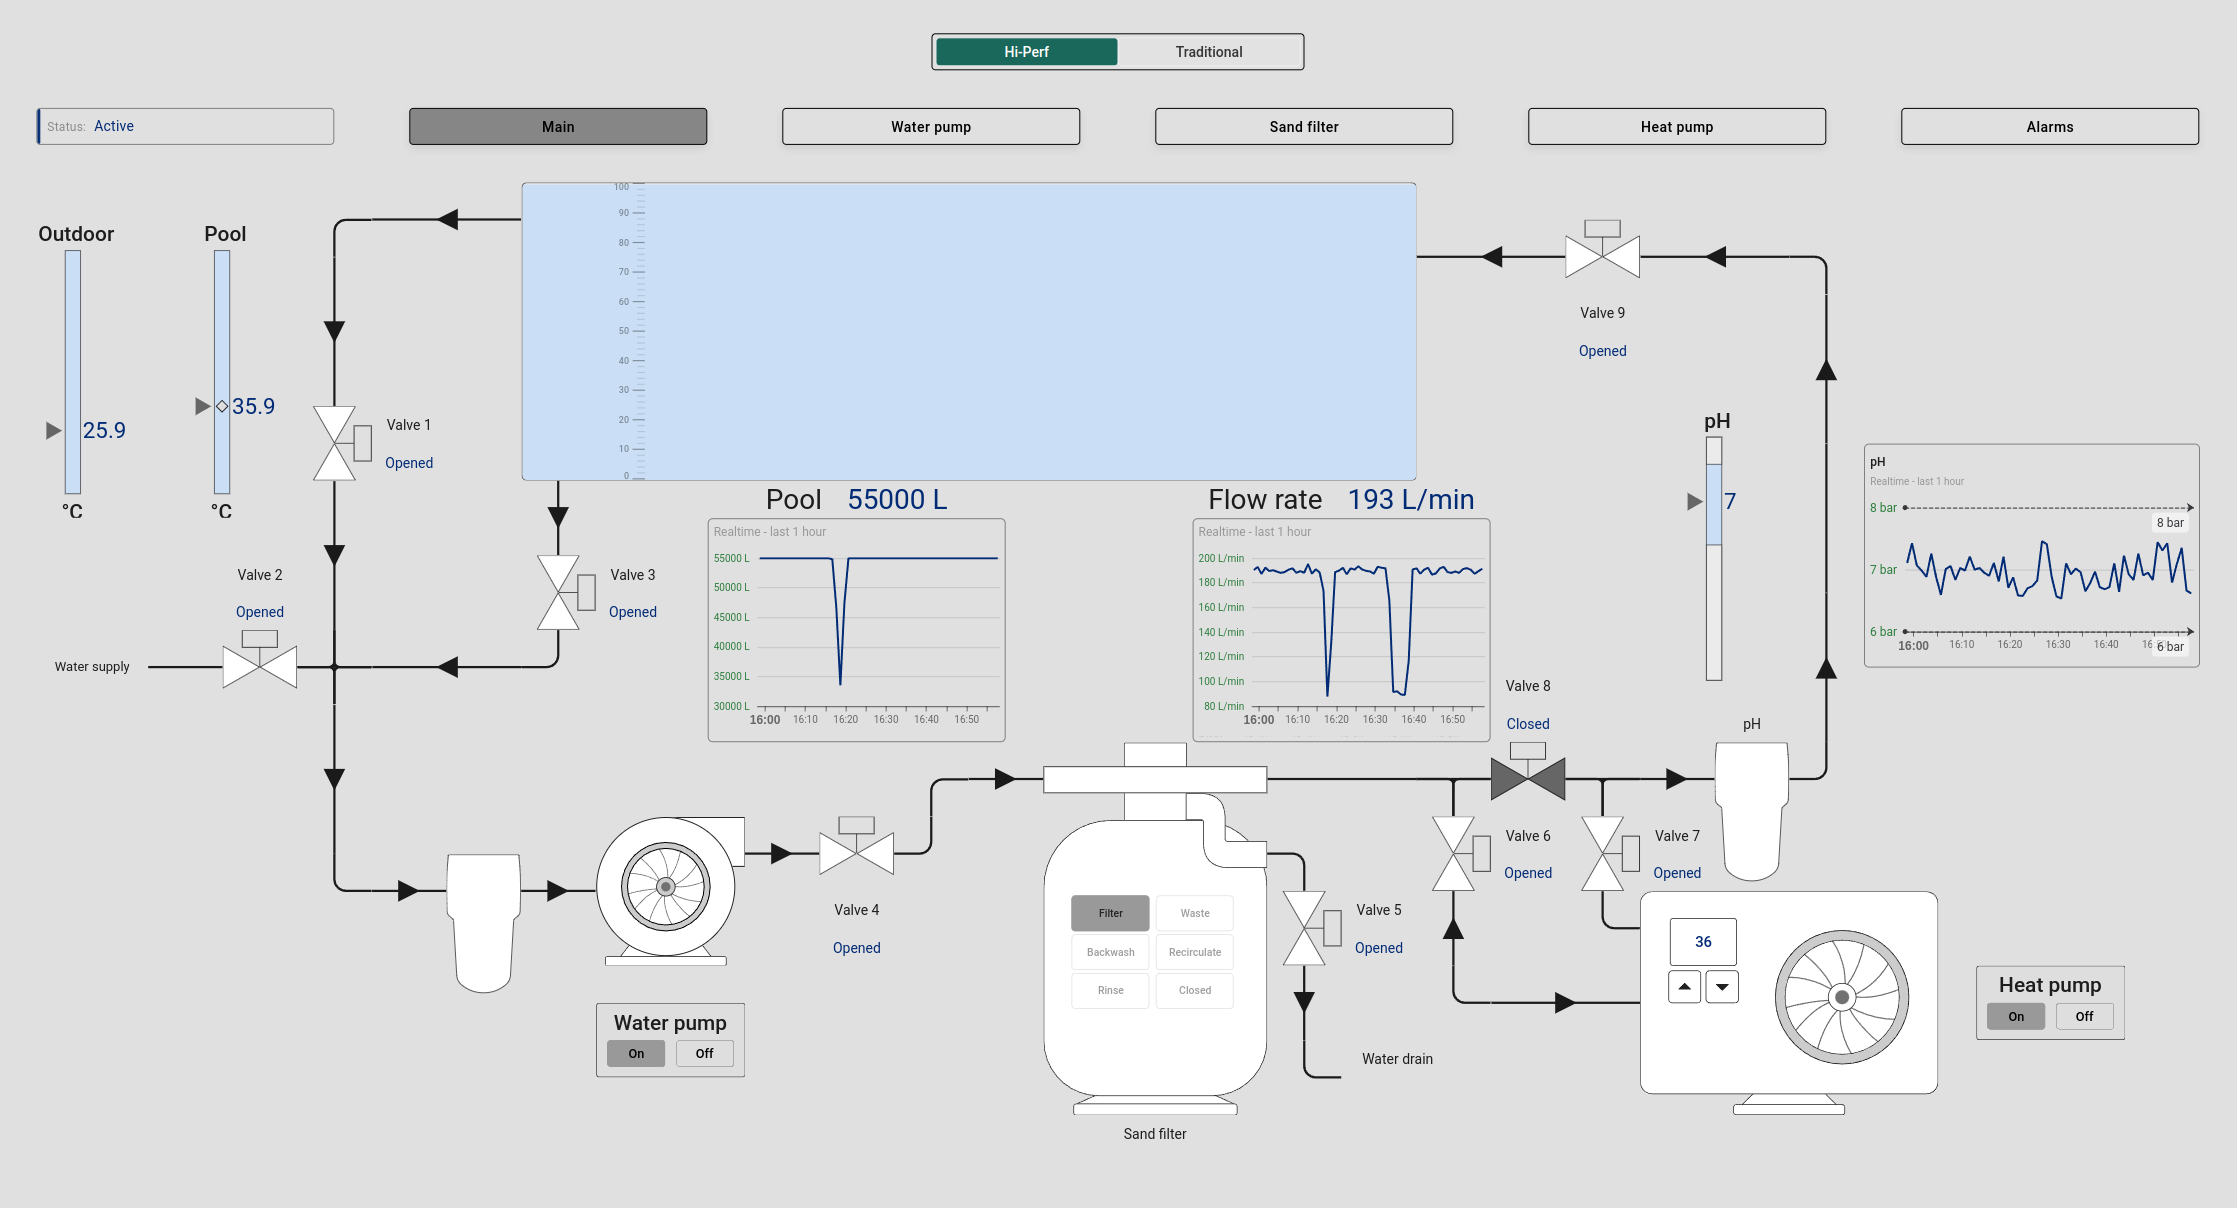 Hi-Perf Traditional
Status: Active Main Water pump Sand filter Heat pump Alarms
Outdoor
25.9
°C
Pool
35.9
°C
100
90
80
70
60
50
40
30
20
10
0
Valve 1
Opened
Valve 2
Opened
Water supply
Valve 3
Opened
Valve 9
Opened
Pool 55000 L
Realtime - last 1 hour
55000 L
50000 L
45000 L
40000 L
35000 L
30000 L
16:00 16:10 16:20 16:30 16:40 16:50
Flow rate 193 L/min
Realtime - last 1 hour
200 L/min
180 L/min
160 L/min
140 L/min
120 L/min
100 L/min
80 L/min
16:00 16:10 16:20 16:30 16:40 16:50
pH
7
pH
Realtime - last 1 hour
8 bar
8 bar
7 bar
6 bar
16:00 16:10 16:20 16:30 16:40 16:
6 bar
Valve 8
Closed
pH
Valve 4
Opened
Filter Waste
Backwash Recirculate
Rinse Closed
Sand filter
Valve 5
Opened
Water drain
Valve 6
Opened
Valve 7
Opened
36
Water pump
On Off
Heat pump
On Off